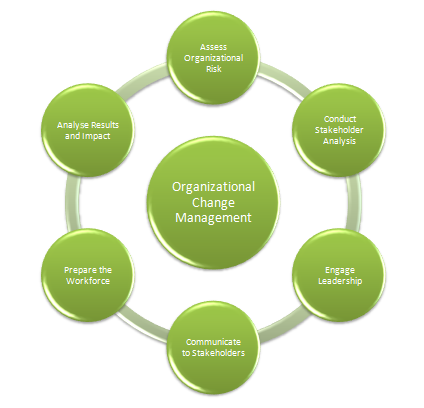 Assess
Organizational
Risk
Conduct
Stakeholder
Analysis
Engage
Leadership
Communicate
to Stakeholders
Prepare the
Workforce
Analyse Results
and Impact
Organizational
Change
Management